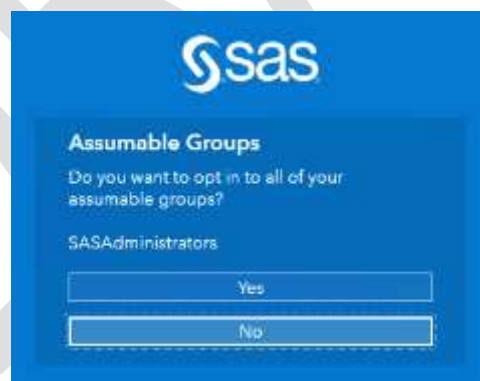 sas
Assumable Groups
Do you want to opt in to all of your
assumable groups?
SASAdministrators
Yes
No